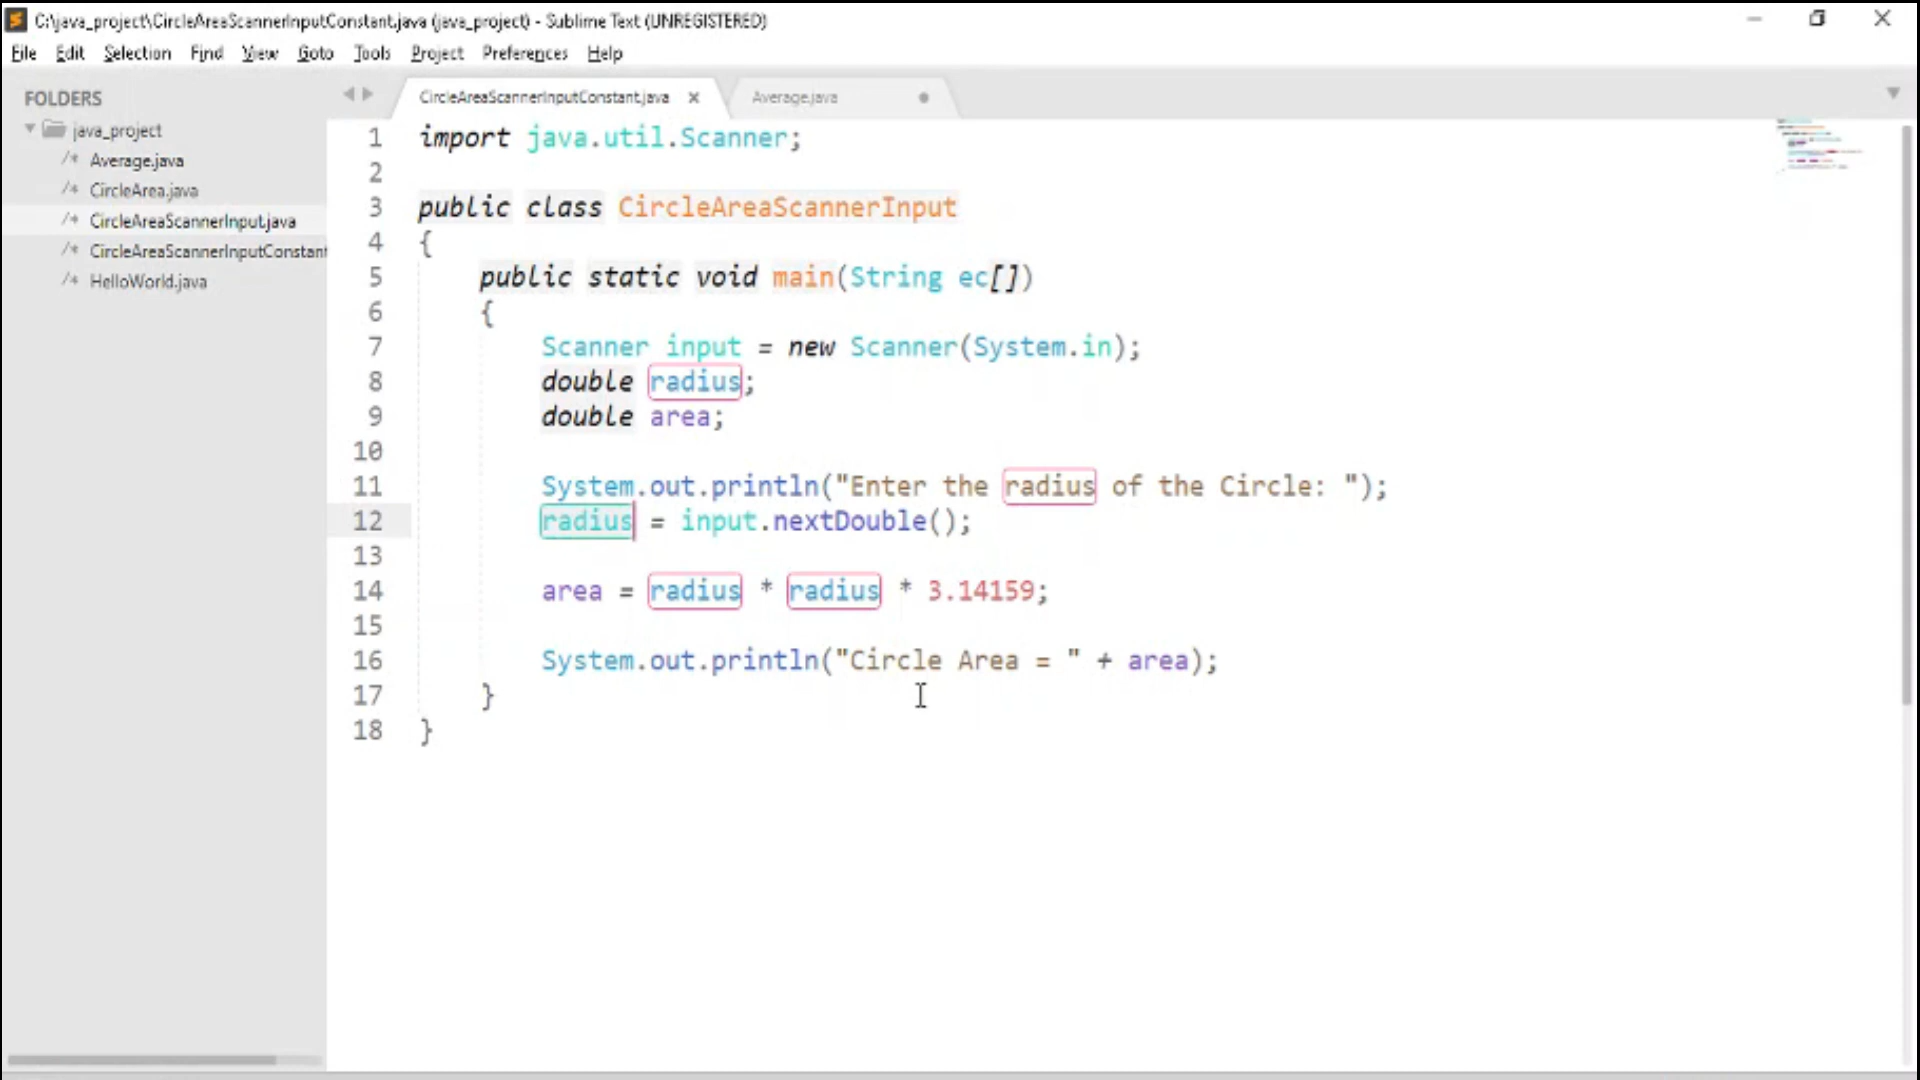 C:\java_project\CircleAreaScannerInputConstant.java (java_project) - Sublime Text (UNREGISTERED)
File Edit Selection Find View Goto Tools Project Preferences Help
FOLDERS
java_project
/* Average.java
/* CircleArea.java
/* CircleAreaScannerInput.java
/* CircleAreaScannerInputConstant
/* HelloWorld.java
CircleAreaScannerInputConstant.java × Average.java
1 import java.util.Scanner;
2
3 public class CircleAreaScannerInput
4 {
5 public static void main(String ec[])
6 {
7 Scanner input = new Scanner(System.in);
8 double radius;
9 double area;
10
11 System.out.println("Enter the radius of the Circle: ");
12 radius = input.nextDouble();
13
14 area = radius * radius * 3.14159;
15
16 System.out.println("Circle Area = " + area);
17 }
18 }